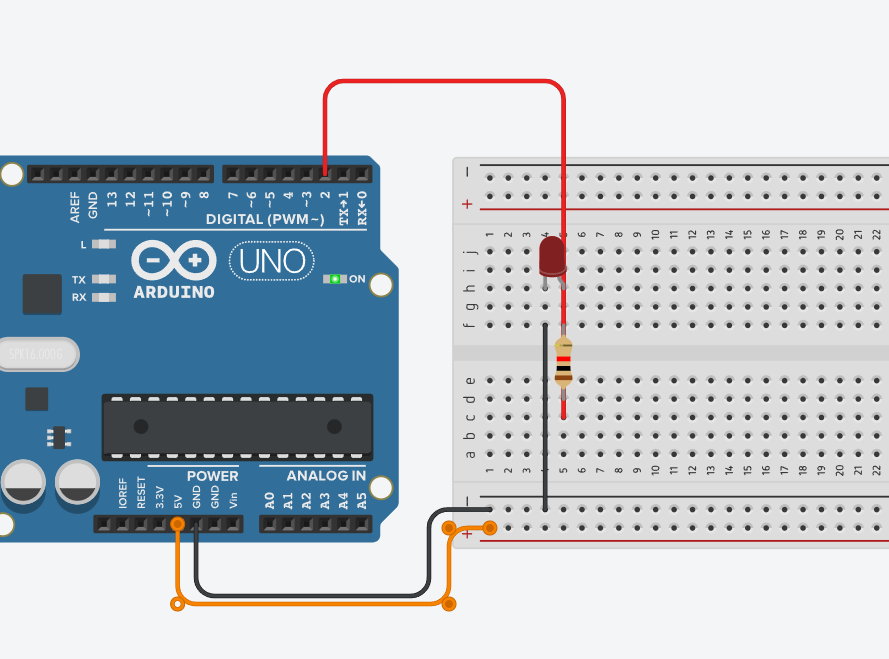 AREF
GND
13
12
~11
~10
~9
8
7
~6
~5
4
~3
2
TX→1
RX←0
DIGITAL (PWM~)
L
TX
RX
ARDUINO
UNO
ON
SPK16.000G
POWER
ANALOG IN
IOREF
RESET
3.3V
5V
GND
GND
Vin
A0
A1
A2
A3
A4
A5
−
+
1 2 3 4 5 6 7 8 9 10 11 12 13 14 15 16 17 18 19 20 21 22
j
i
h
g
f
e
d
c
b
a
1 2 3 4 5 6 7 8 9 10 11 12 13 14 15 16 17 18 19 20 21 22
−
+